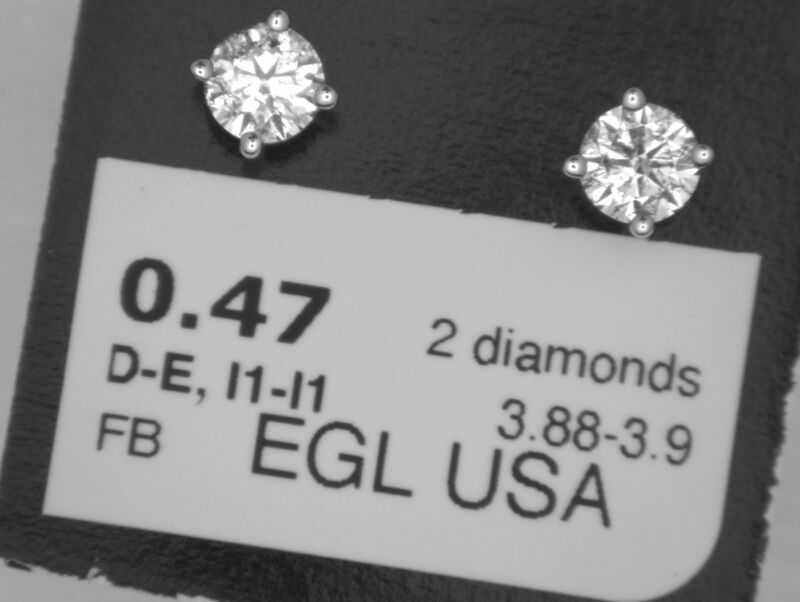 0.47
2 diamonds
D-E, I1-I1
3.88-3.9
FB
EGL USA